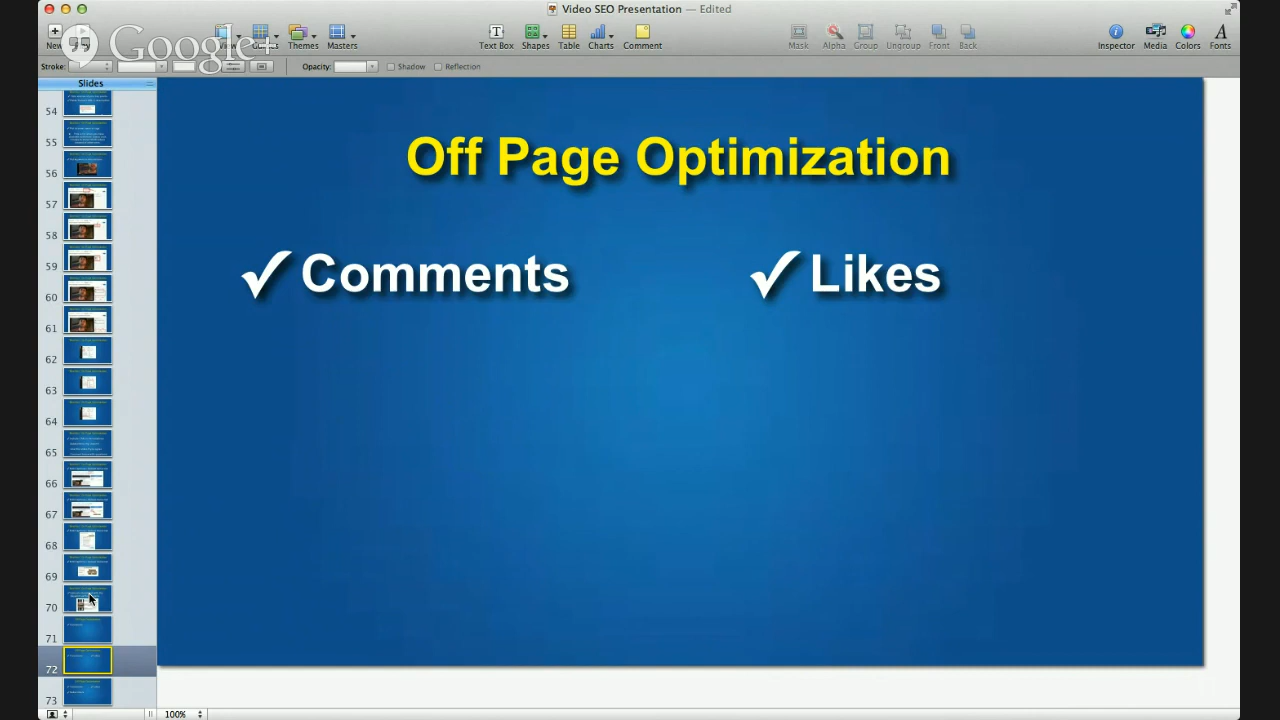 Video SEO Presentation — Edited
Google+
New
View
Themes
Masters
Text Box
Shapes
Table
Charts
Comment
Mask
Alpha
Group
Ungroup
Front
Back
Inspector
Media
Colors
Fonts
Stroke:
Opacity:
Shadow
Reflection
Slides
54
55
56
57
58
59
60
61
62
63
64
65
66
67
68
69
70
71
72
73
Off Page Optimization
✓ Comments
✓ Likes
100%